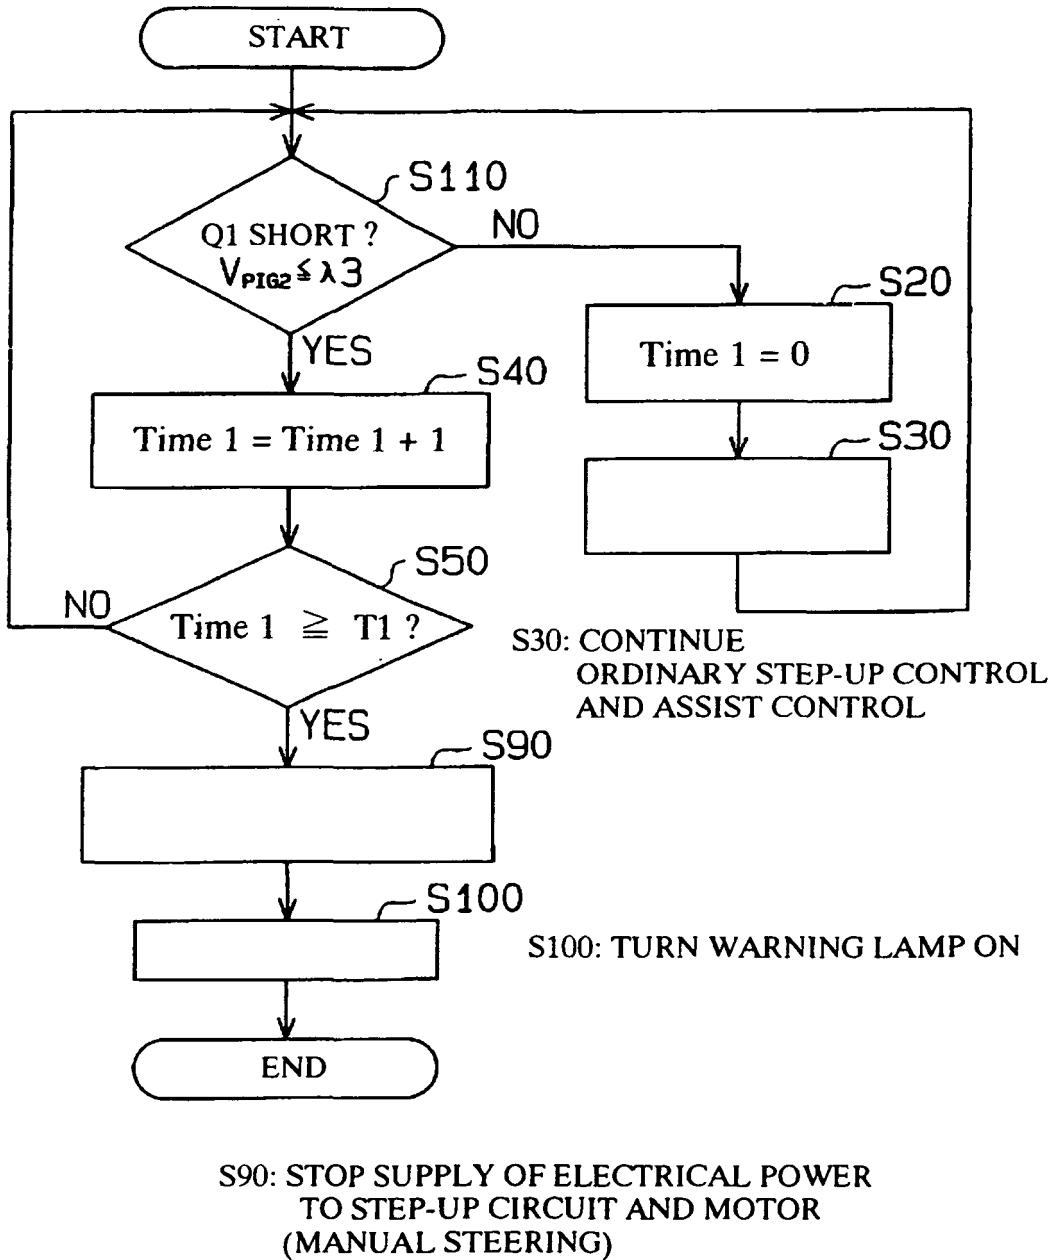 START
S110
Q1 SHORT ?
VPIG2 ≦ λ3
NO
YES
S20
Time 1 = 0
S40
Time 1 = Time 1 + 1
S30
S50
NO
Time 1 ≧ T1 ?
S30: CONTINUE
ORDINARY STEP-UP CONTROL
AND ASSIST CONTROL
YES
S90
S100
S100: TURN WARNING LAMP ON
END
S90: STOP SUPPLY OF ELECTRICAL POWER
TO STEP-UP CIRCUIT AND MOTOR
(MANUAL STEERING)